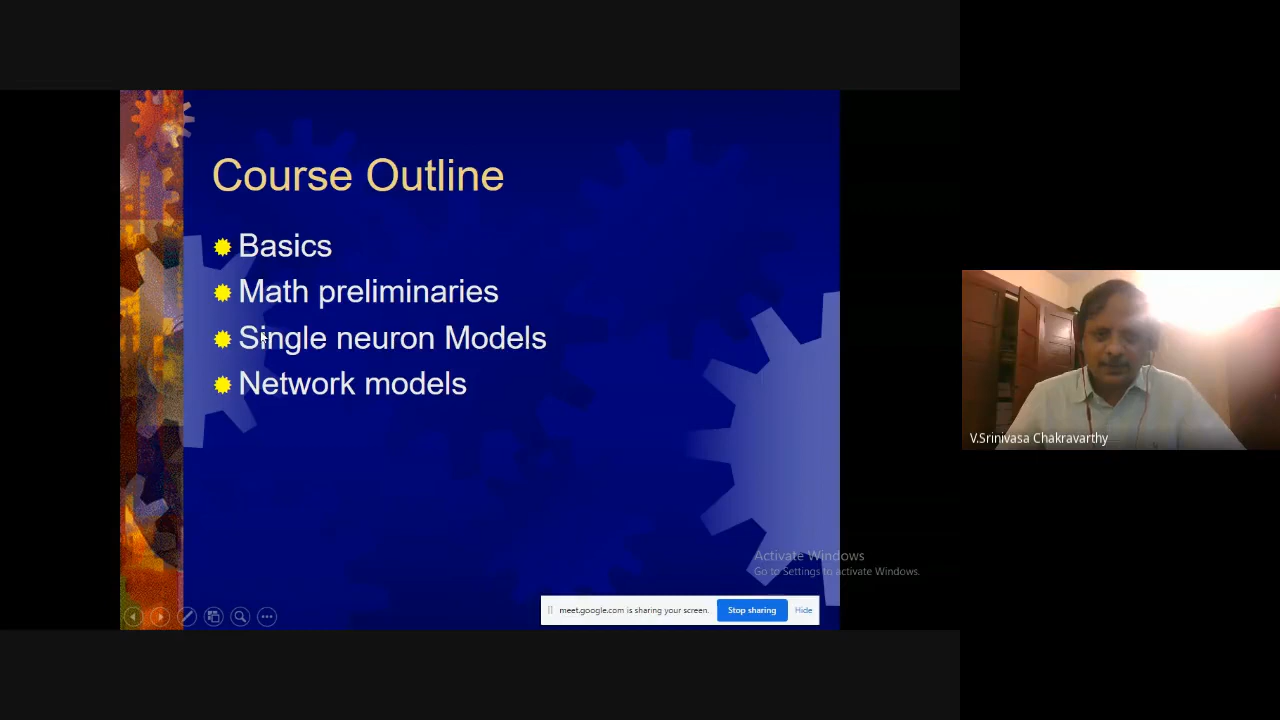 Course Outline
Basics
Math preliminaries
Single neuron Models
Network models
Activate Windows
Go to Settings to activate Windows.
meet.google.com is sharing your screen.
Stop sharing
Hide
V.Srinivasa Chakravarthy